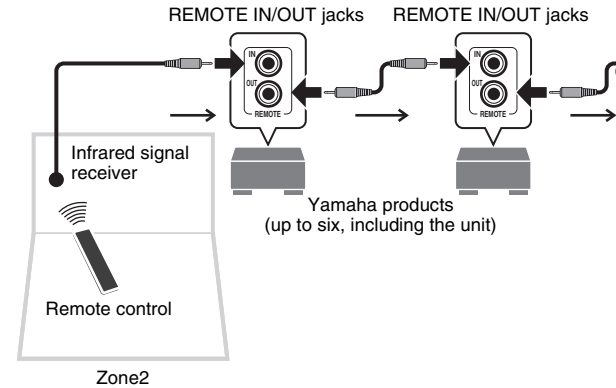 REMOTE IN/OUT jacks
REMOTE IN/OUT jacks
IN
OUT
REMOTE
IN
OUT
REMOTE
Infrared signal
receiver
Yamaha products
(up to six, including the unit)
Remote control
Zone2